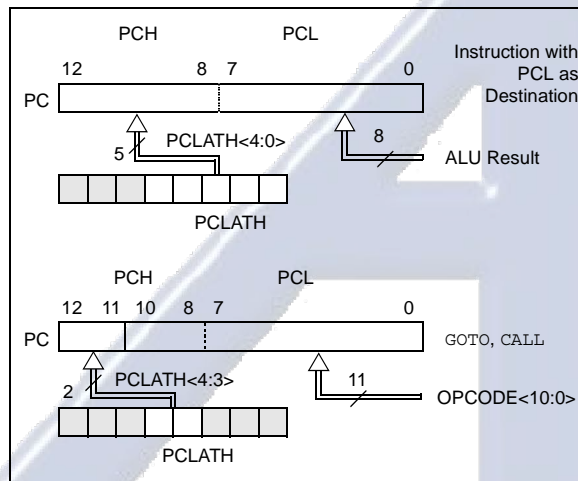 PCH PCL
12 8 7 0
Instruction with
PCL as
Destination
PC
5 PCLATH<4:0> 8
ALU Result
PCLATH
PCH PCL
12 11 10 8 7 0
PC GOTO, CALL
2 PCLATH<4:3> 11
OPCODE<10:0>
PCLATH